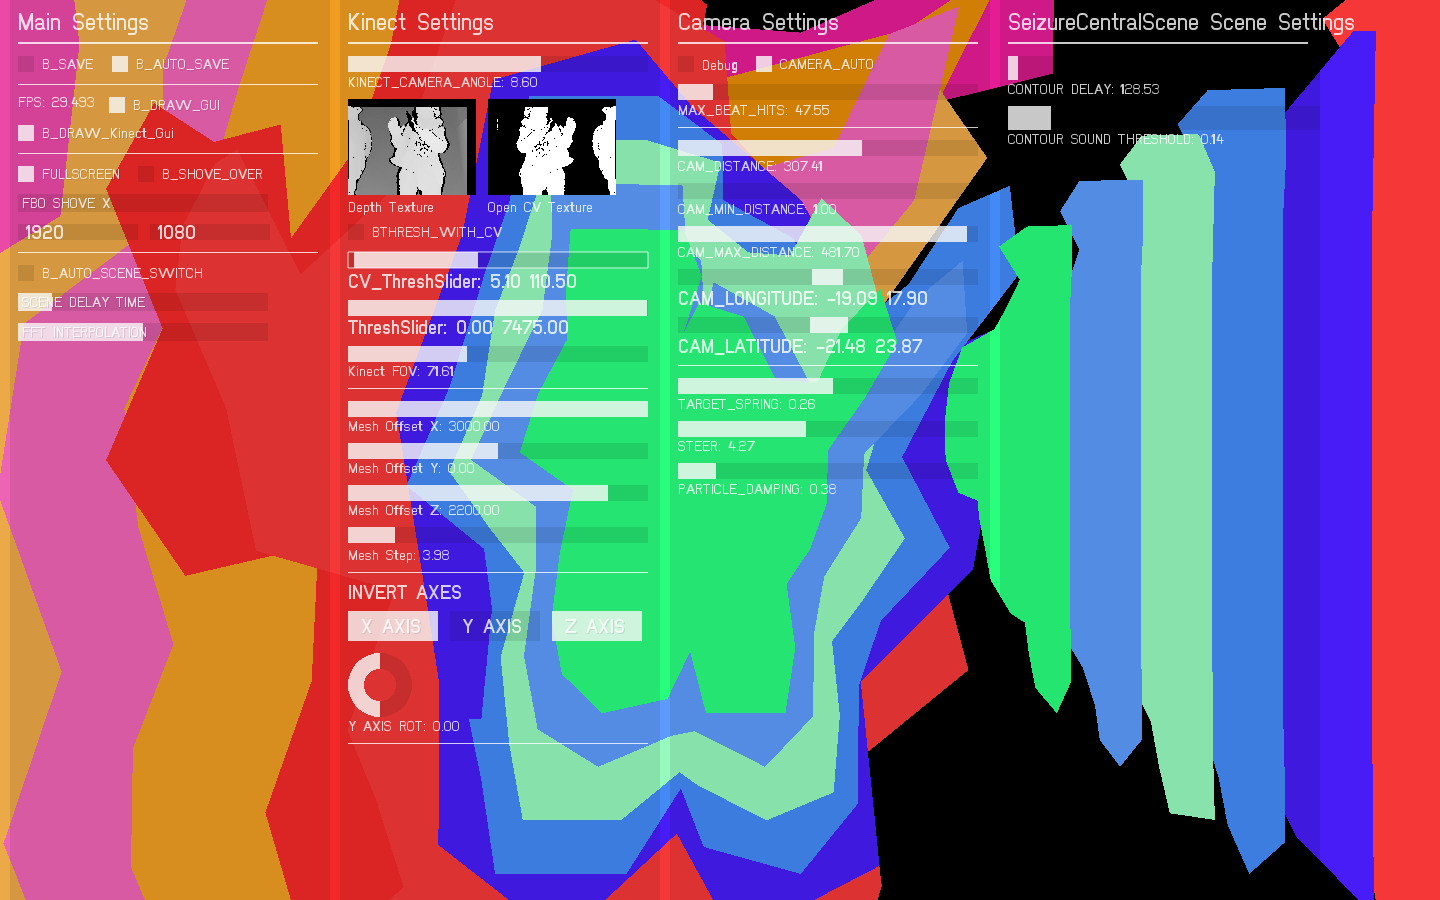 Main Settings
B_SAVE
B_AUTO_SAVE
FPS: 29.493
B_DRAW_GUI
B_DRAW_Kinect_Gui
FULLSCREEN
B_SHOVE_OVER
FBO SHOVE X
1920
1080
B_AUTO_SCENE_SWITCH
SCENE DELAY TIME
FFT INTERPOLATION
Kinect Settings
KINECT_CAMERA_ANGLE: 8.60
Depth Texture
Open CV Texture
BTHRESH_WITH_CV
CV_ThreshSlider: 5.10 110.50
ThreshSlider: 0.00 7475.00
Kinect FOV: 71.61
Mesh Offset X: 3000.00
Mesh Offset Y: 0.00
Mesh Offset Z: 2200.00
Mesh Step: 3.98
INVERT AXES
X AXIS
Y AXIS
Z AXIS
Y AXIS ROT: 0.00
Camera Settings
Debug
CAMERA_AUTO
MAX_BEAT_HITS: 47.55
CAM_DISTANCE: 307.41
CAM_MIN_DISTANCE: 1.00
CAM_MAX_DISTANCE: 481.70
CAM_LONGITUDE: -19.09 17.90
CAM_LATITUDE: -21.48 23.87
TARGET_SPRING: 0.26
STEER: 4.27
PARTICLE_DAMPING: 0.38
SeizureCentralScene Scene Settings
CONTOUR DELAY: 128.53
CONTOUR SOUND THRESHOLD: 0.14